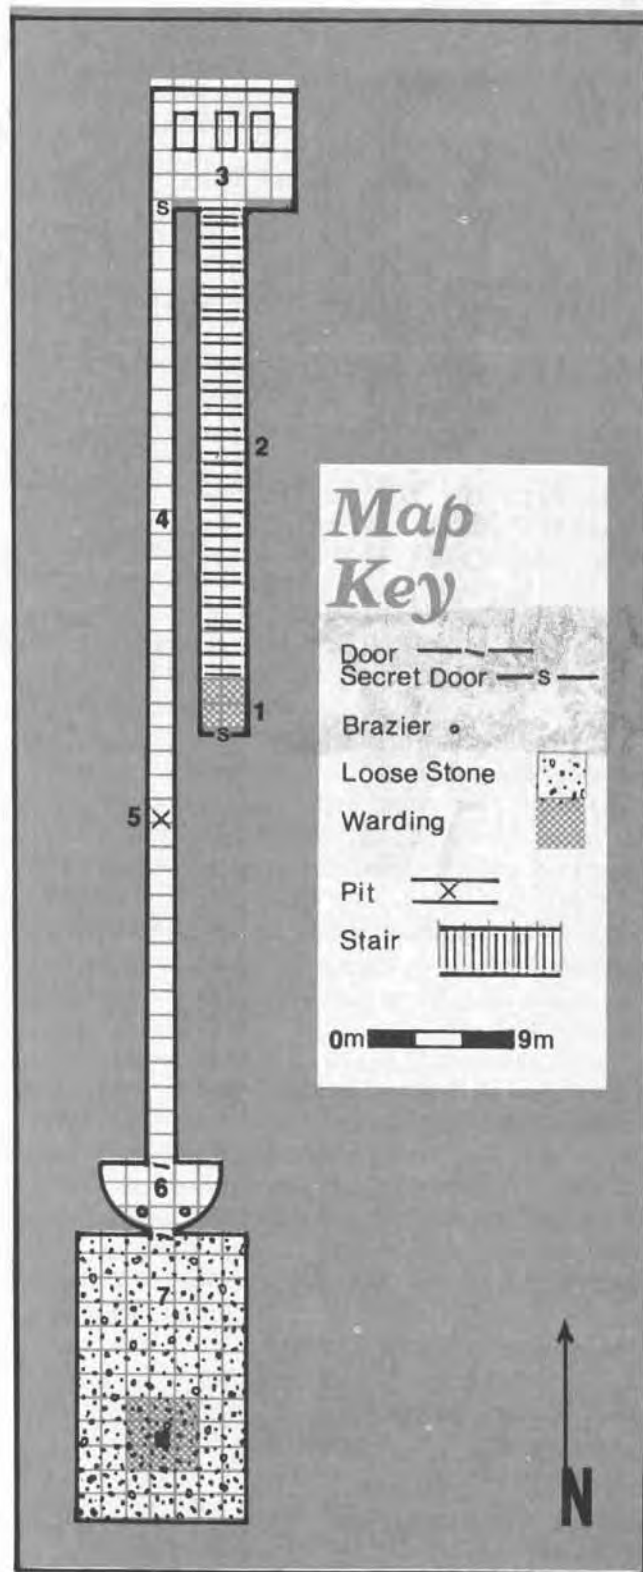 3
S
2
4
1
S
5
6
7
Map
Key
Door
Secret Door S
Brazier
Loose Stone
Warding
Pit
Stair
0m 9m
N